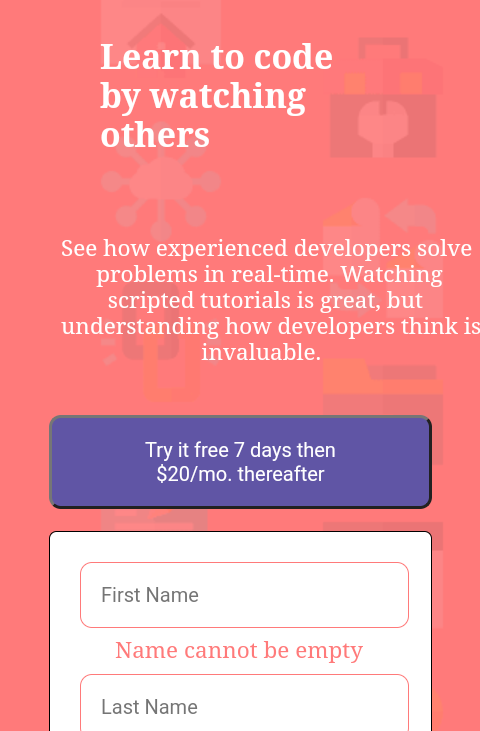 Learn to code
by watching
others
See how experienced developers solve
problems in real-time. Watching
scripted tutorials is great, but
understanding how developers think is
invaluable.
Try it free 7 days then
$20/mo. thereafter
First Name
Name cannot be empty
Last Name